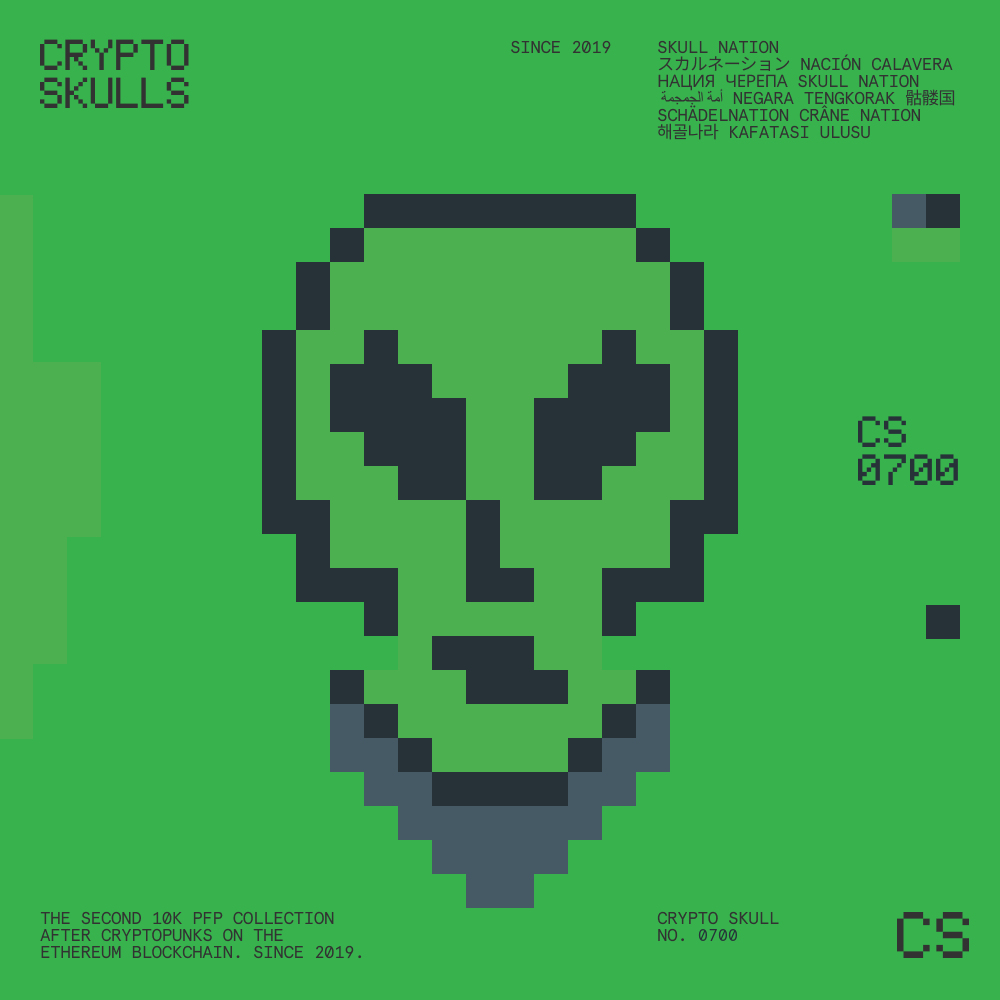 CRYPTO
SKULLS
SINCE 2019
SKULL NATION
スカルネーション NACIÓN CALAVERA
НАЦИЯ ЧЕРЕПА SKULL NATION
أمة الجمجمة NEGARA TENGKORAK 骷髅国
SCHÄDELNATION CRÂNE NATION
해골나라 KAFATASI ULUSU
CS
0700
THE SECOND 10K PFP COLLECTION
AFTER CRYPTOPUNKS ON THE
ETHEREUM BLOCKCHAIN. SINCE 2019.
CRYPTO SKULL
NO. 0700
CS